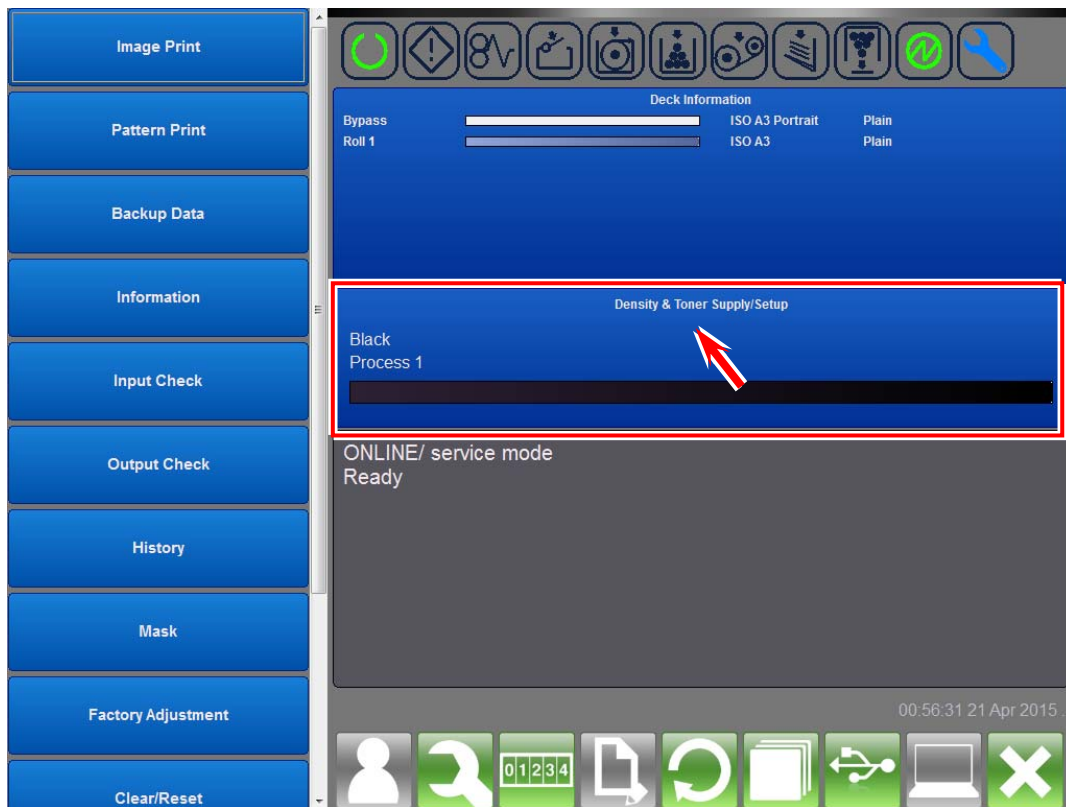 Image Print
Pattern Print
Backup Data
Information
Input Check
Output Check
History
Mask
Factory Adjustment
Clear/Reset
Deck Information
Bypass ISO A3 Portrait Plain
Roll 1 ISO A3 Plain
Density & Toner Supply/Setup
Black
Process 1
ONLINE/ service mode
Ready
00:56:31 21 Apr 2015 .
01234